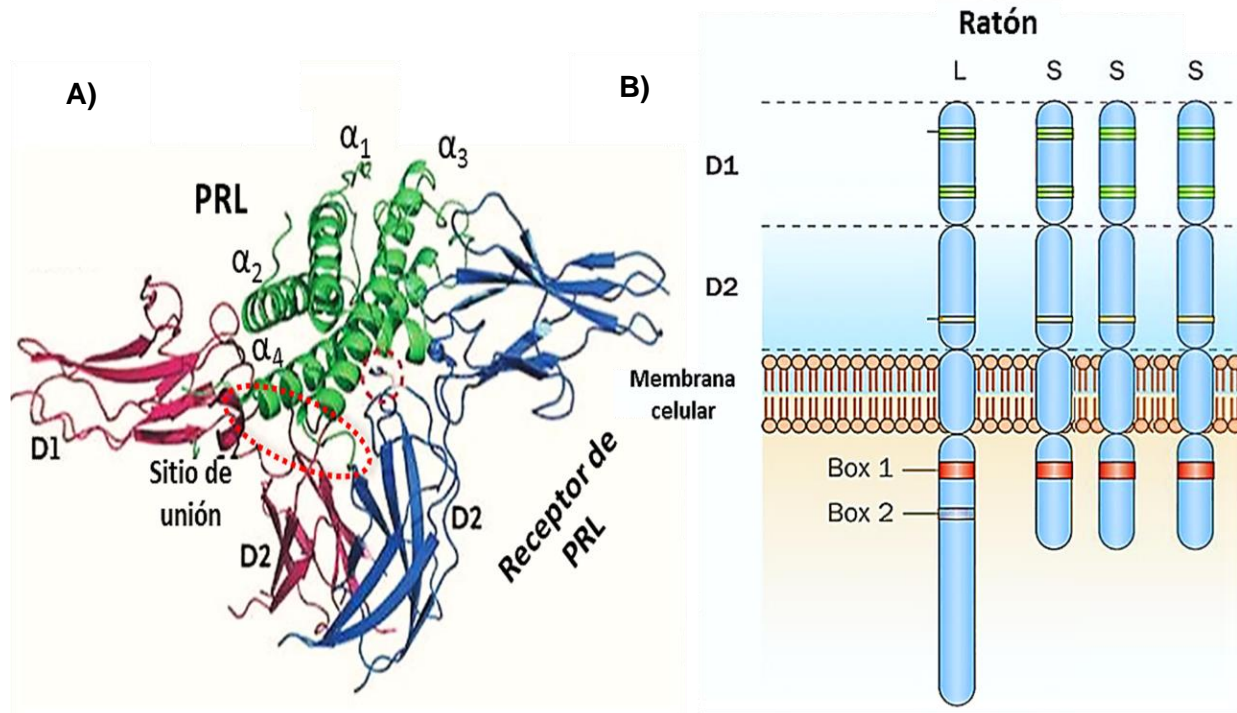 A)
α1
α3
PRL
α2
α4
D1
Sitio de
unión
D2
D2
Receptor de
PRL
B)
Ratón
L S S S
D1
D2
Membrana
celular
Box 1
Box 2